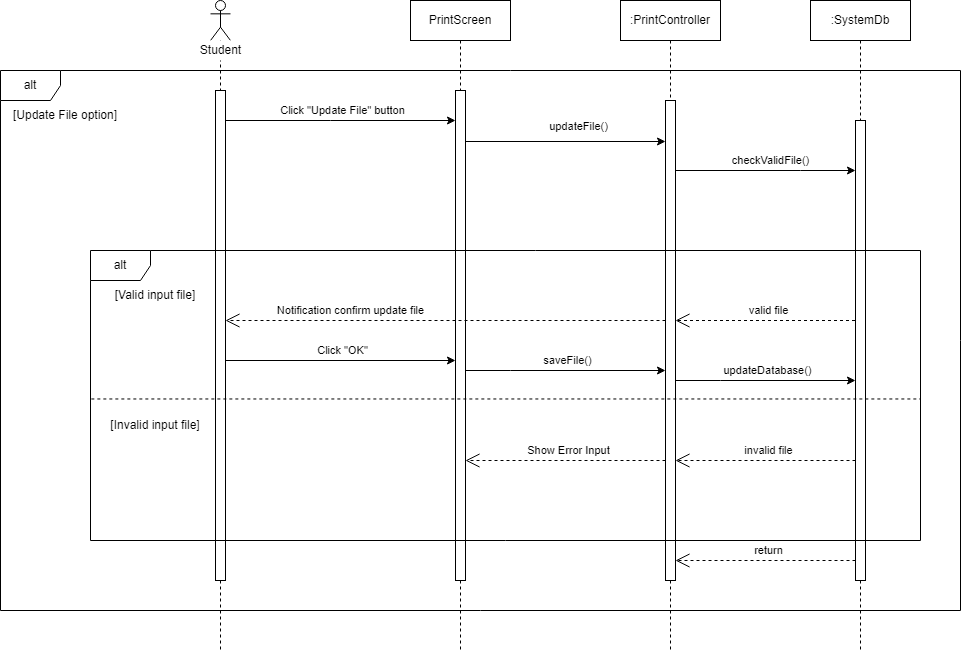 Student
PrintScreen
:PrintController
:SystemDb
alt
[Update File option]
Click "Update File" button
updateFile()
checkValidFile()
alt
[Valid input file]
Notification confirm update file
valid file
Click "OK"
saveFile()
updateDatabase()
[Invalid input file]
Show Error Input
invalid file
return